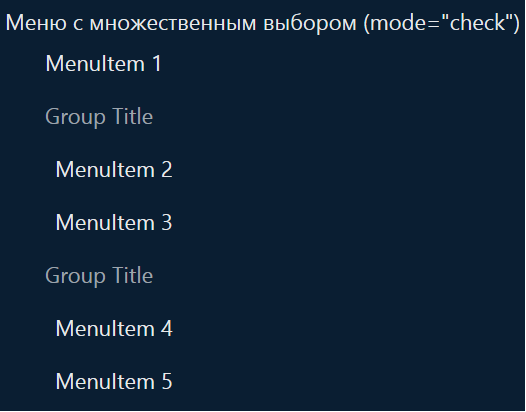 Меню с множественным выбором (mode="check")
MenuItem 1
Group Title
MenuItem 2
MenuItem 3
Group Title
MenuItem 4
MenuItem 5